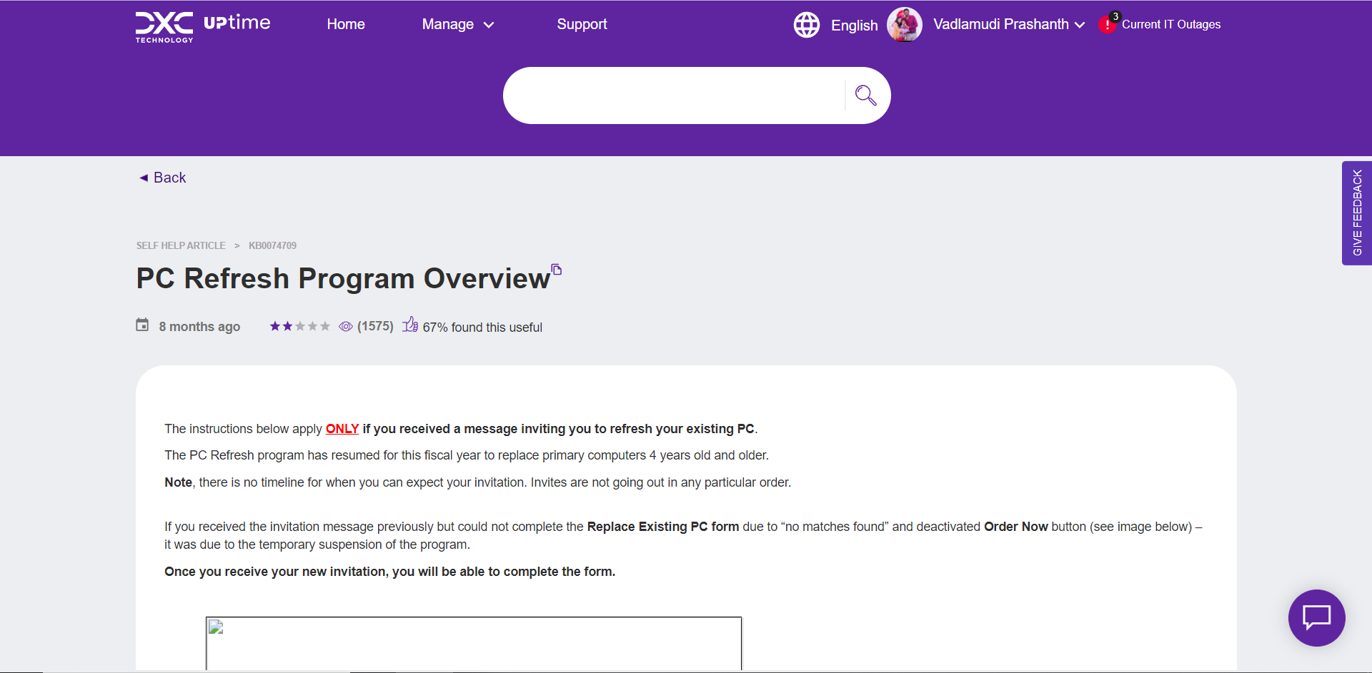 DXC TECHNOLOGY
UPtime
Home
Manage
Support
English
Vadlamudi Prashanth
3
!
Current IT Outages
◄ Back
GIVE FEEDBACK
SELF HELP ARTICLE > KB0074709
PC Refresh Program Overview
8 months ago
(1575)
67% found this useful
The instructions below apply ONLY if you received a message inviting you to refresh your existing PC.
The PC Refresh program has resumed for this fiscal year to replace primary computers 4 years old and older.
Note, there is no timeline for when you can expect your invitation. Invites are not going out in any particular order.
If you received the invitation message previously but could not complete the Replace Existing PC form due to “no matches found” and deactivated Order Now button (see image below) –
it was due to the temporary suspension of the program.
Once you receive your new invitation, you will be able to complete the form.